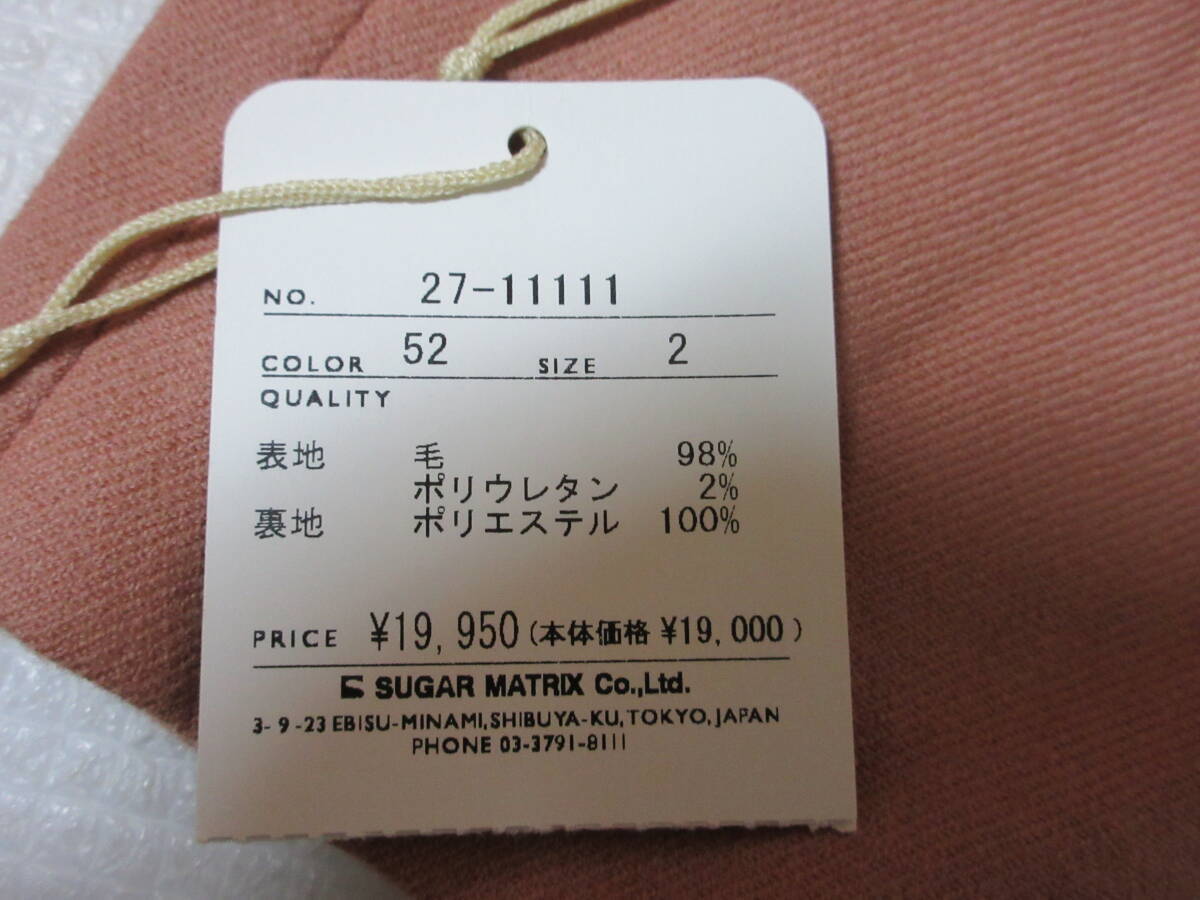 NO. 27-11111
COLOR 52 SIZE 2
QUALITY
表地 毛 98%
ポリウレタン 2%
裏地 ポリエステル 100%
PRICE ¥19,950(本体価格 ¥19,000)
SUGAR MATRIX Co.,Ltd.
3-9-23 EBISU-MINAMI,SHIBUYA-KU,TOKYO,JAPAN
PHONE 03-3791-8111